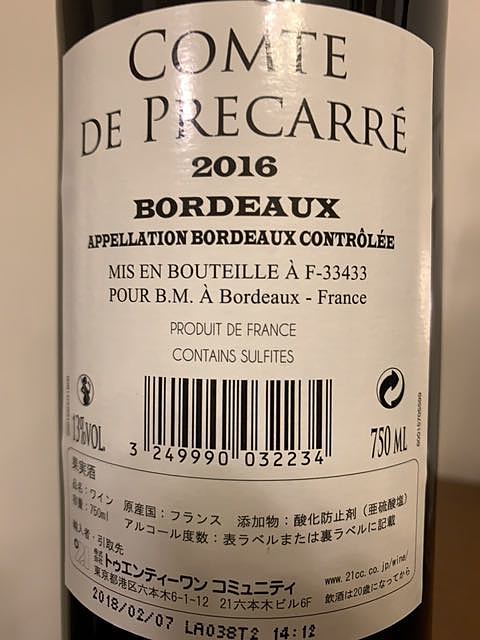 COMTE
DE PRECARRÉ
2016
BORDEAUX
APPELLATION BORDEAUX CONTRÔLÉE
MIS EN BOUTEILLE À F-33433
POUR B.M. À Bordeaux - France
PRODUIT DE FRANCE
CONTAINS SULFITES
13%VOL.
750 ML
3 249990 032234
果実酒
品名：ワイン 原産国：フランス 添加物：酸化防止剤（亜硫酸塩）
容量：750ml アルコール度数：表ラベルまたは裏ラベルに記載
輸入者・引取先
株式会社 トゥエンティーワン コミュニティ www.21cc.co.jp/wine/
東京都港区六本木6-1-12 21六本木ビル6F 飲酒は20歳になってから
2018/02/07 LA038T2 14:12